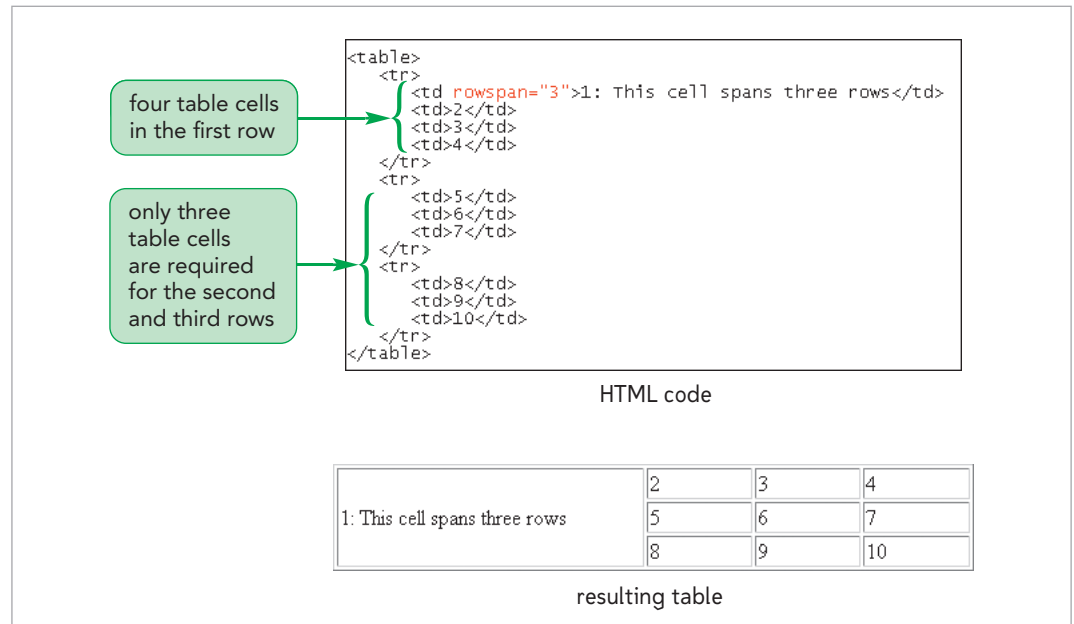 <table>
<tr>
<td rowspan="3">1: This cell spans three rows</td>
<td>2</td>
<td>3</td>
<td>4</td>
</tr>
<tr>
<td>5</td>
<td>6</td>
<td>7</td>
</tr>
<tr>
<td>8</td>
<td>9</td>
<td>10</td>
</tr>
</table>
four table cells
in the first row
only three
table cells
are required
for the second
and third rows
HTML code
1: This cell spans three rows
2 3 4
5 6 7
8 9 10
resulting table